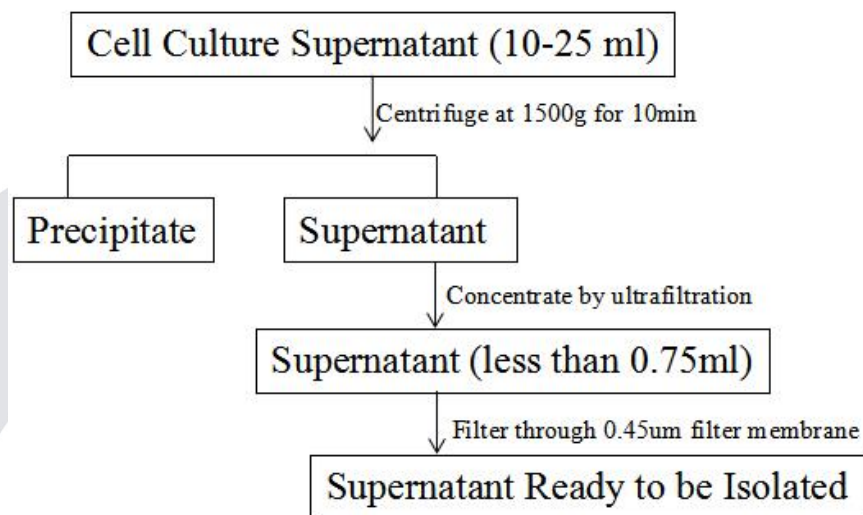 Cell Culture Supernatant (10-25 ml)
Centrifuge at 1500g for 10min
Precipitate
Supernatant
Concentrate by ultrafiltration
Supernatant (less than 0.75ml)
Filter through 0.45um filter membrane
Supernatant Ready to be Isolated